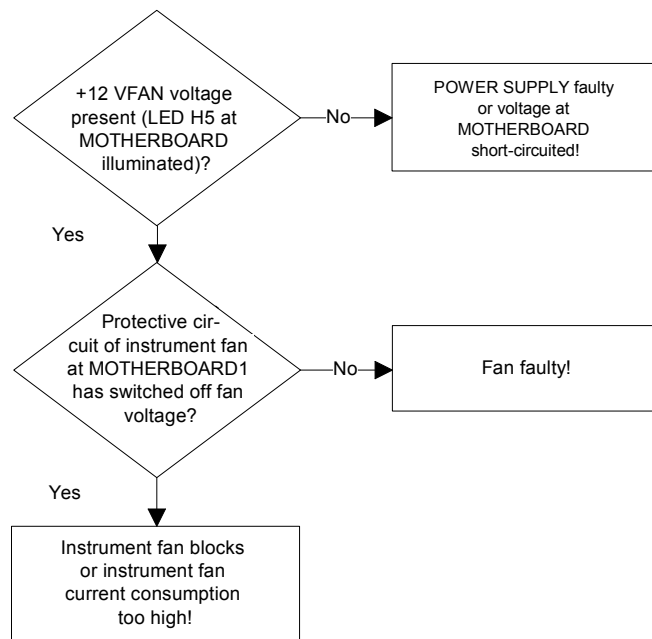 +12 VFAN voltage
present (LED H5 at
MOTHERBOARD
illuminated)?
No
POWER SUPPLY faulty
or voltage at
MOTHERBOARD
short-circuited!
Yes
Protective cir-
cuit of instrument fan
at MOTHERBOARD1
has switched off fan
voltage?
No
Fan faulty!
Yes
Instrument fan blocks
or instrument fan
current consumption
too high!